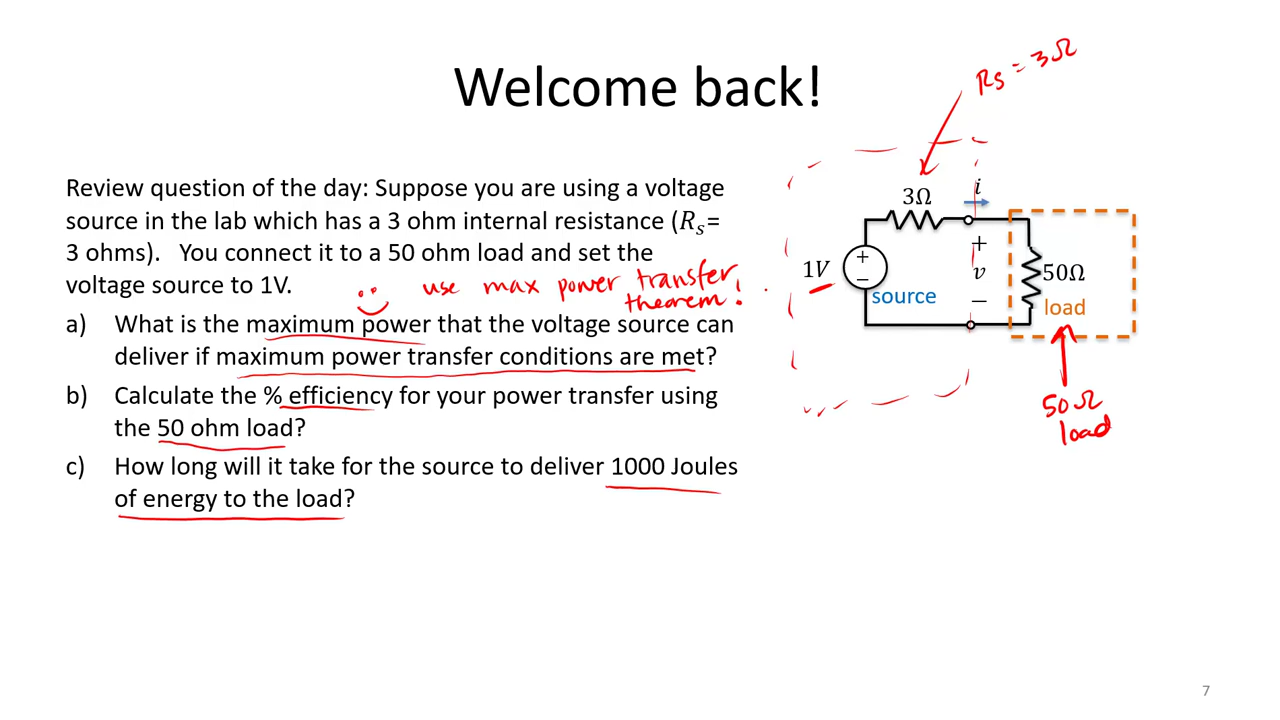 Welcome back!
Rs = 3Ω
Review question of the day: Suppose you are using a voltage
source in the lab which has a 3 ohm internal resistance (Rₛ=
3 ohms). You connect it to a 50 ohm load and set the
voltage source to 1V.
use max power transfer
theorem!
a) What is the maximum power that the voltage source can
deliver if maximum power transfer conditions are met?
b) Calculate the % efficiency for your power transfer using
the 50 ohm load?
c) How long will it take for the source to deliver 1000 Joules
of energy to the load?
3Ω
i
1V
+
−
source
+
v
−
50Ω
load
50Ω
load
7